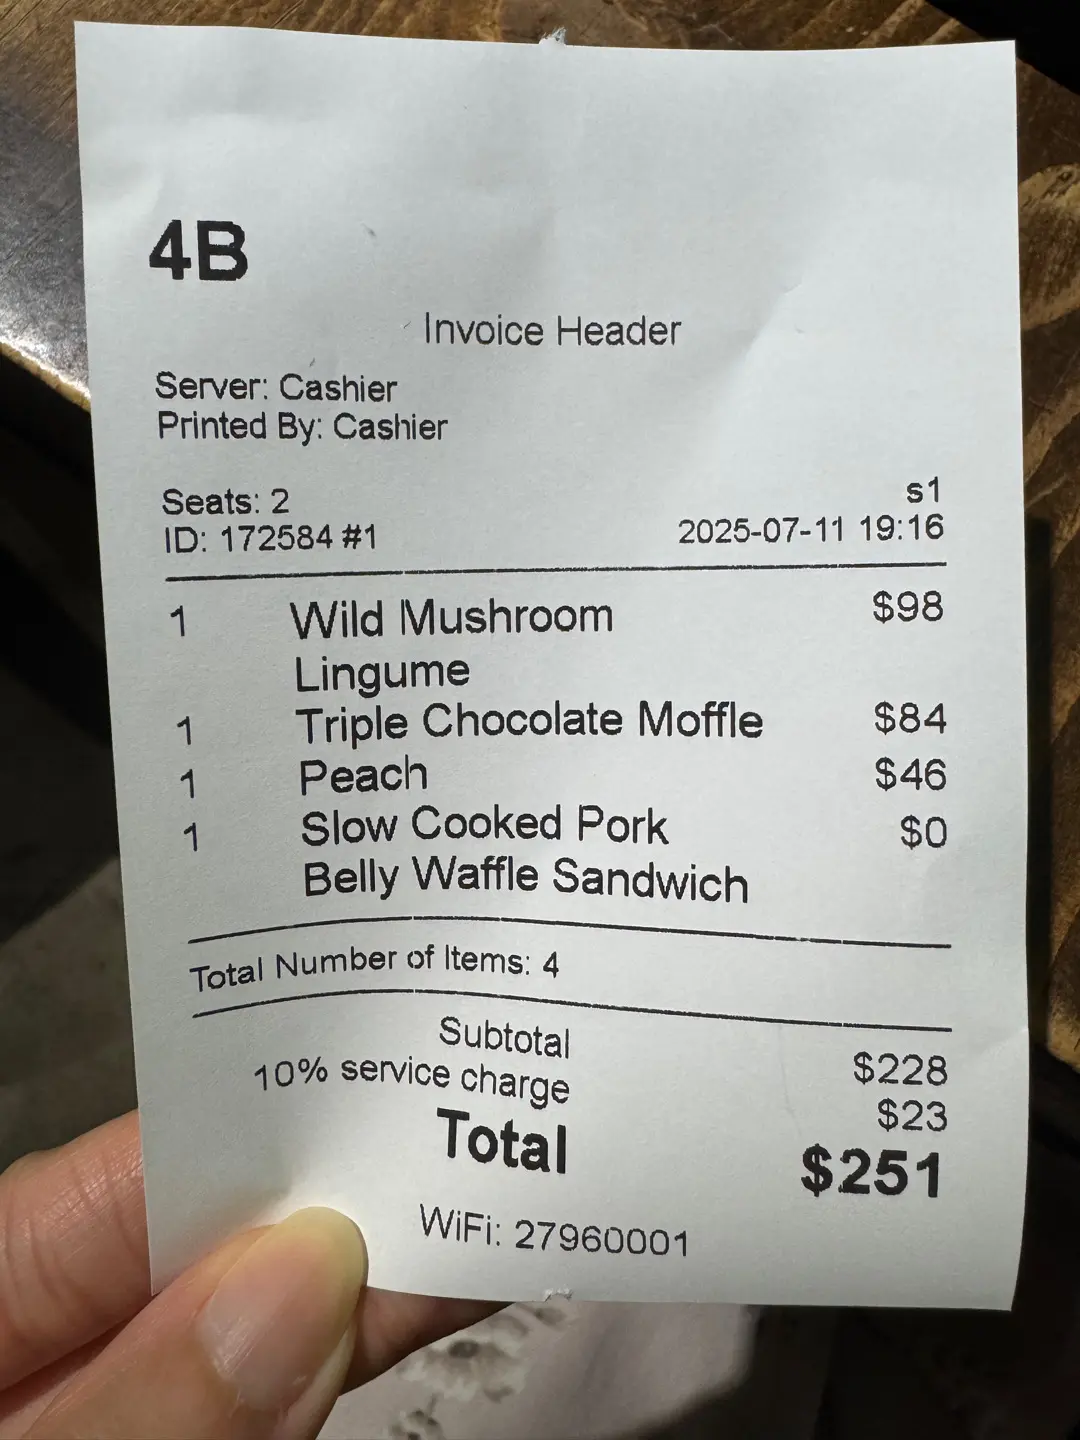 4B
Invoice Header
Server: Cashier
Printed By: Cashier
Seats: 2 s1
ID: 172584 #1 2025-07-11 19:16
1 Wild Mushroom $98
Lingume
1 Triple Chocolate Moffle $84
1 Peach $46
1 Slow Cooked Pork $0
Belly Waffle Sandwich
Total Number of Items: 4
Subtotal $228
10% service charge $23
Total $251
WiFi: 27960001